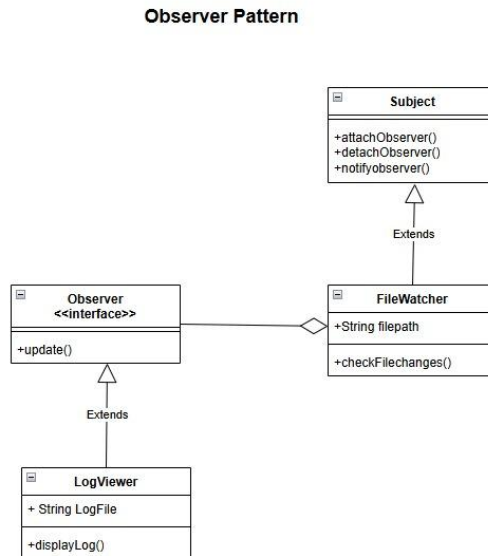 Observer Pattern
Subject
+attachObserver()
+detachObserver()
+notifyobserver()
Extends
Observer
<<interface>>
+update()
FileWatcher
+String filepath
+checkFilechanges()
Extends
LogViewer
+ String LogFile
+displayLog()